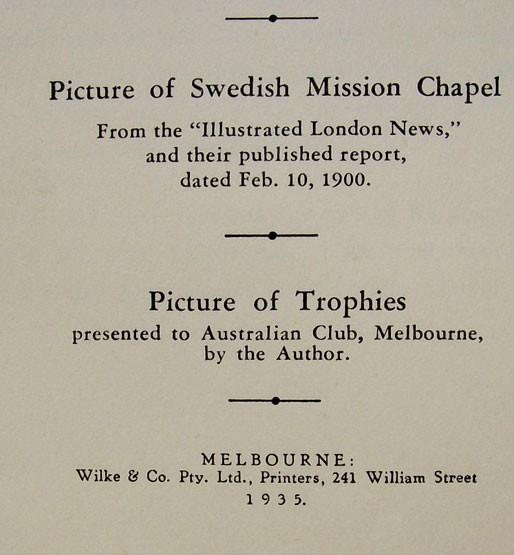 Picture of Swedish Mission Chapel
From the “Illustrated London News,”
and their published report,
dated Feb. 10, 1900.
Picture of Trophies
presented to Australian Club, Melbourne,
by the Author.
MELBOURNE:
Wilke & Co. Pty. Ltd., Printers, 241 William Street
1935.